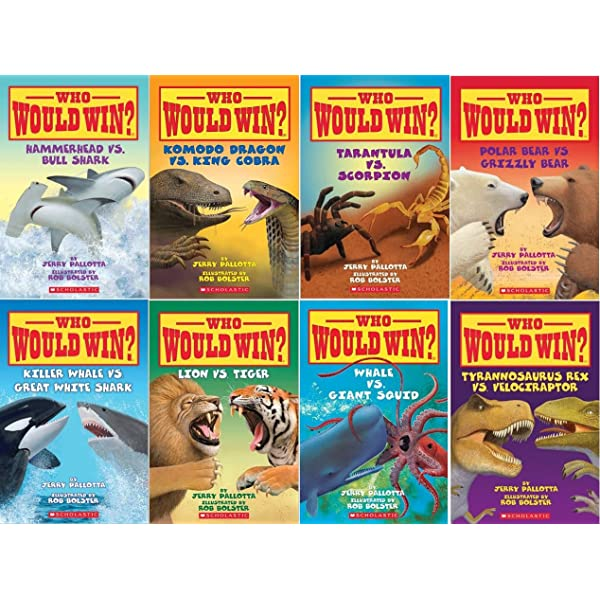 WHO
WOULD WIN?
HAMMERHEAD VS.
BULL SHARK
BY
JERRY PALLOTTA
ILLUSTRATED BY
ROB BOLSTER
SCHOLASTIC
WHO
WOULD WIN?
KOMODO DRAGON
VS. KING COBRA
BY
JERRY PALLOTTA
ILLUSTRATED BY
ROB BOLSTER
SCHOLASTIC
WHO
WOULD WIN?
TARANTULA
VS.
SCORPION
BY
JERRY PALLOTTA
ILLUSTRATED BY
ROB BOLSTER
SCHOLASTIC
WHO
WOULD WIN?
POLAR BEAR VS
GRIZZLY BEAR
BY
JERRY PALLOTTA
ILLUSTRATED BY
ROB BOLSTER
SCHOLASTIC
WHO
WOULD WIN?
KILLER WHALE VS
GREAT WHITE SHARK
BY
JERRY PALLOTTA
ILLUSTRATED BY
ROB BOLSTER
SCHOLASTIC
WHO
WOULD WIN?
LION VS. TIGER
BY
JERRY PALLOTTA
ILLUSTRATED BY
ROB BOLSTER
SCHOLASTIC
WHO
WOULD WIN?
WHALE
VS.
GIANT SQUID
BY
JERRY PALLOTTA
ILLUSTRATED BY
ROB BOLSTER
SCHOLASTIC
WHO
WOULD WIN?
TYRANNOSAURUS REX
VS VELOCIRAPTOR
BY
JERRY PALLOTTA
ILLUSTRATED BY
ROB BOLSTER
SCHOLASTIC